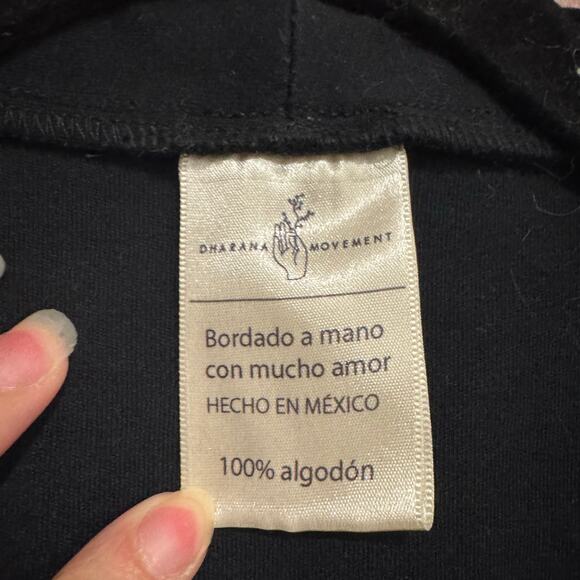 DHARANA MOVEMENT
Bordado a mano
con mucho amor
HECHO EN MÉXICO
100% algodón